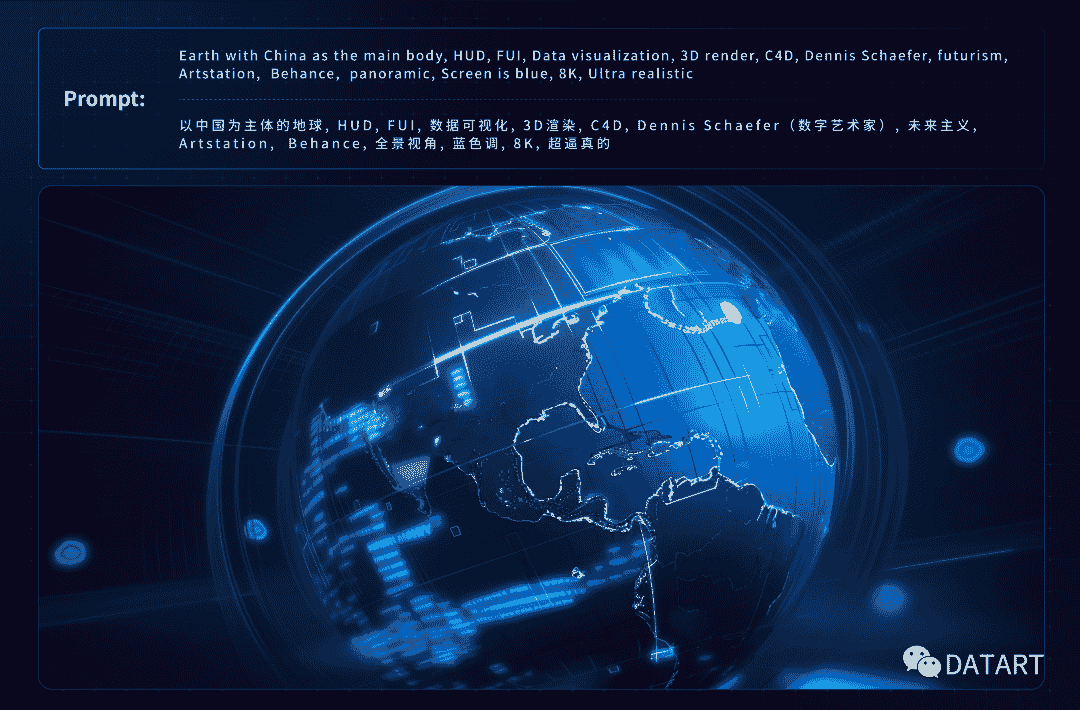 Prompt:
Earth with China as the main body, HUD, FUI, Data visualization, 3D render, C4D, Dennis Schaefer, futurism,
Artstation, Behance, panoramic, Screen is blue, 8K, Ultra realistic
以中国为主体的地球, HUD, FUI, 数据可视化, 3D渲染, C4D, Dennis Schaefer（数字艺术家）, 未来主义,
Artstation, Behance, 全景视角, 蓝色调, 8K, 超逼真的
DATART